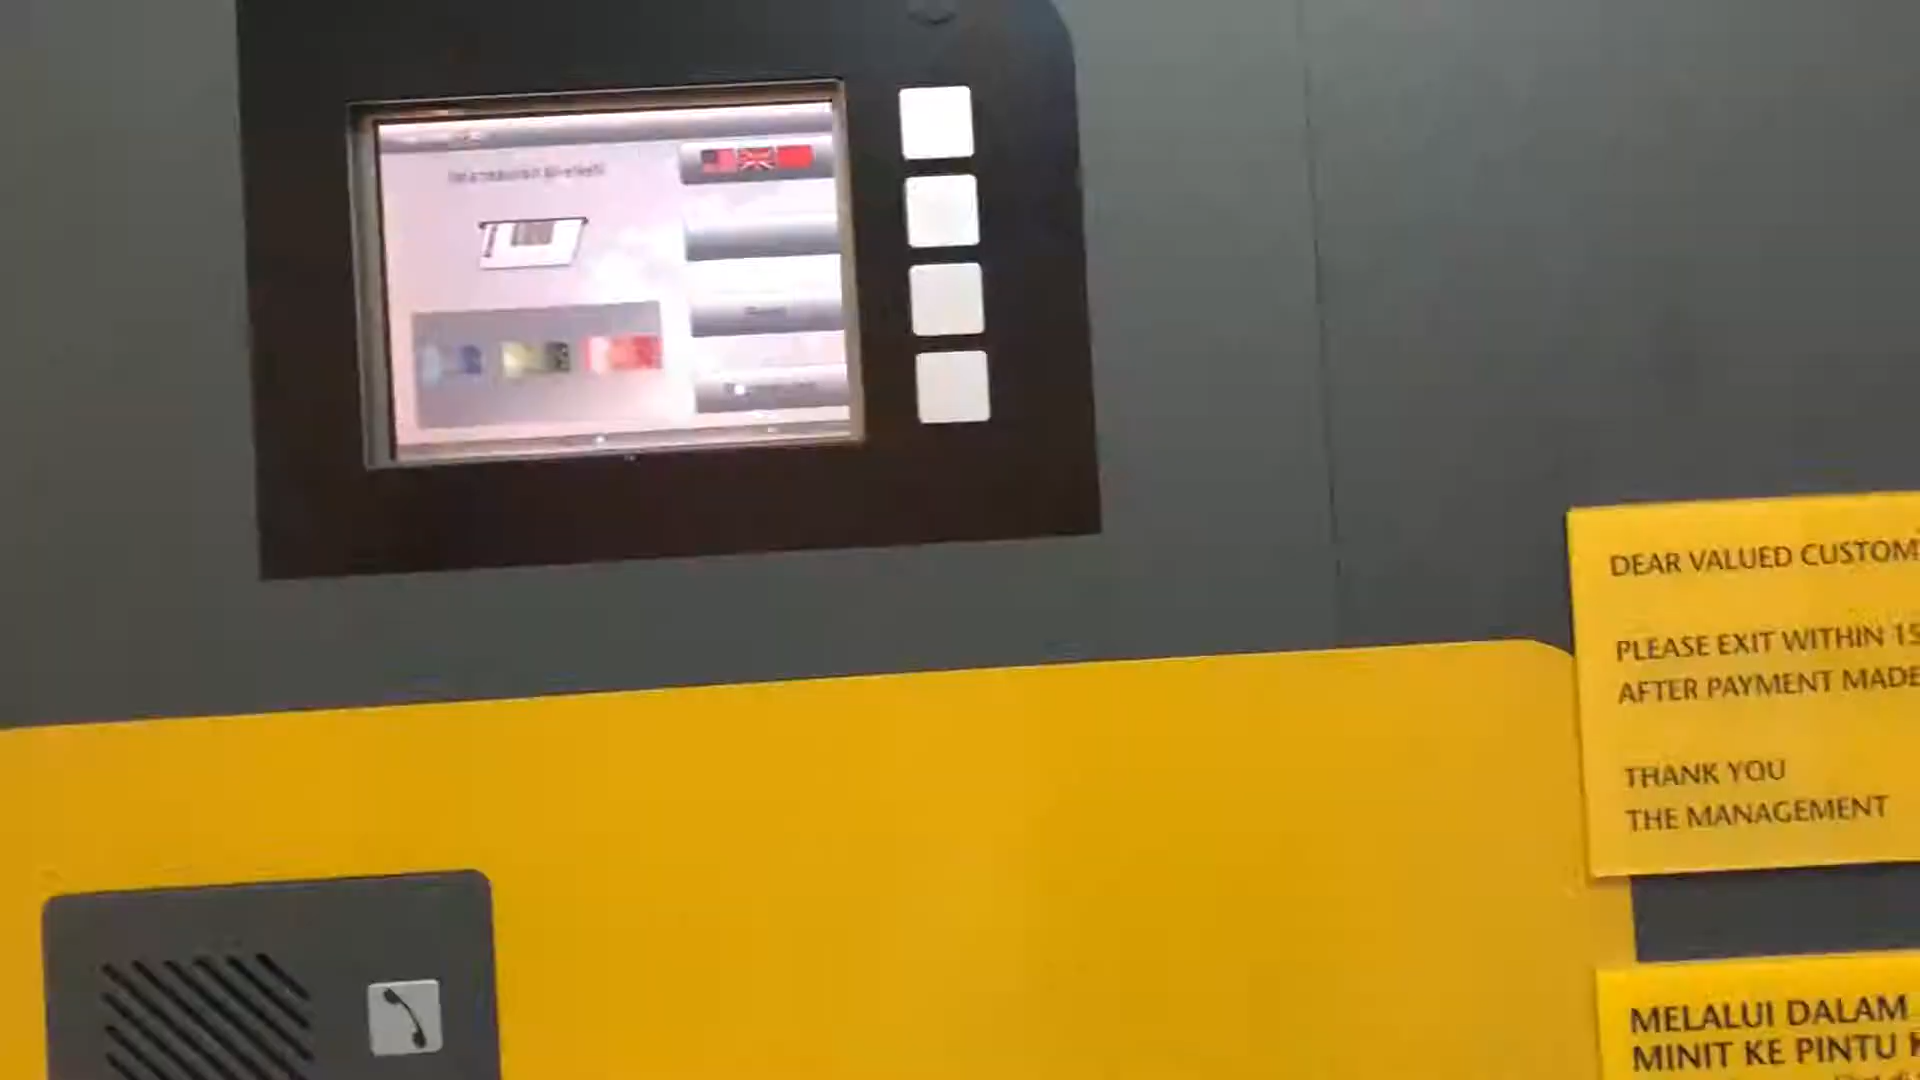 DEAR VALUED CUSTOM
PLEASE EXIT WITHIN 15
AFTER PAYMENT MADE
THANK YOU
THE MANAGEMENT
MELALUI DALAM
MINIT KE PINTU K